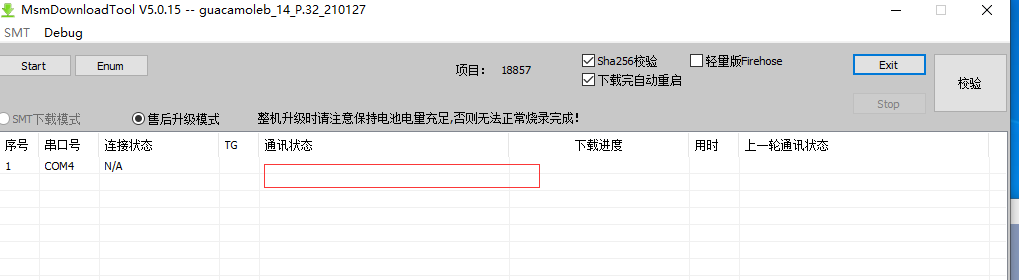 MsmDownloadTool V5.0.15 -- guacamoleb_14_P.32_210127
SMT Debug
Start Enum 项目： 18857 Sha256校验 轻量版Firehose Exit 校验
下载完自动重启
Stop
SMT下载模式 售后升级模式 整机升级时请注意保持电池电量充足,否则无法正常烧录完成！
序号 串口号 连接状态 TG 通讯状态 下载进度 用时 上一轮通讯状态
1 COM4 N/A